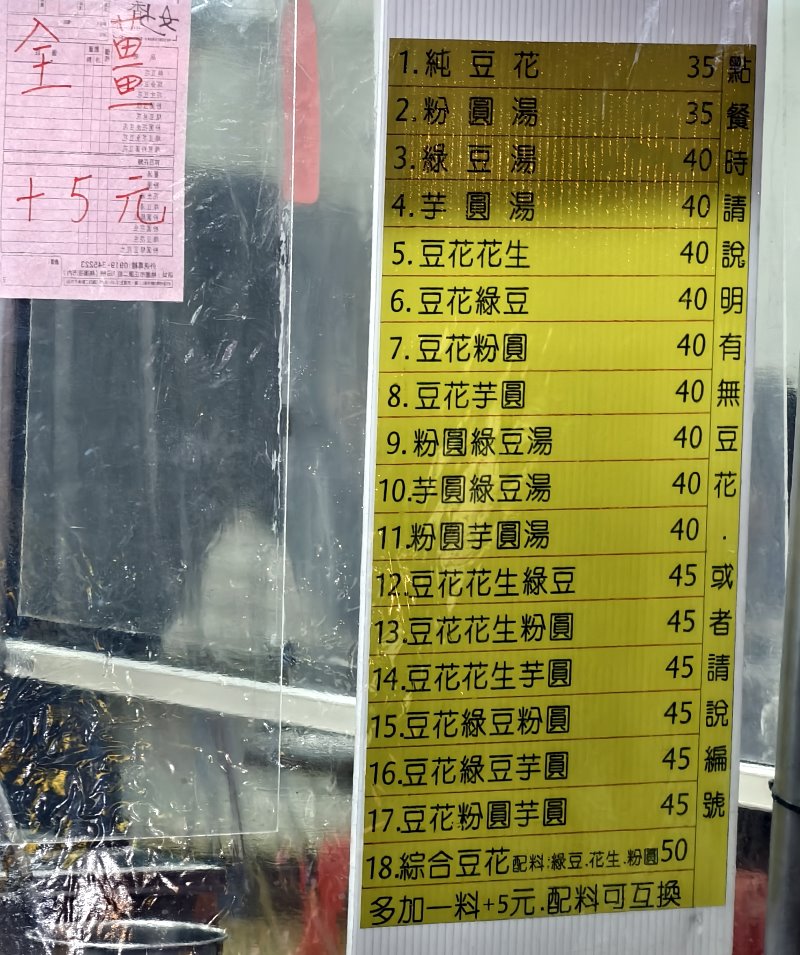 全薑
+5元
1.純豆花 35
2.粉圓湯 35
3.綠豆湯 40
4.芋圓湯 40
5.豆花花生 40
6.豆花綠豆 40
7.豆花粉圓 40
8.豆花芋圓 40
9.粉圓綠豆湯 40
10.芋圓綠豆湯 40
11.粉圓芋圓湯 40
12.豆花花生綠豆 45
13.豆花花生粉圓 45
14.豆花花生芋圓 45
15.豆花綠豆粉圓 45
16.豆花綠豆芋圓 45
17.豆花粉圓芋圓 45
18.綜合豆花配料:綠豆.花生.粉圓50
多加一料+5元.配料可互換
點餐時請說明有無豆花.或者請說編號